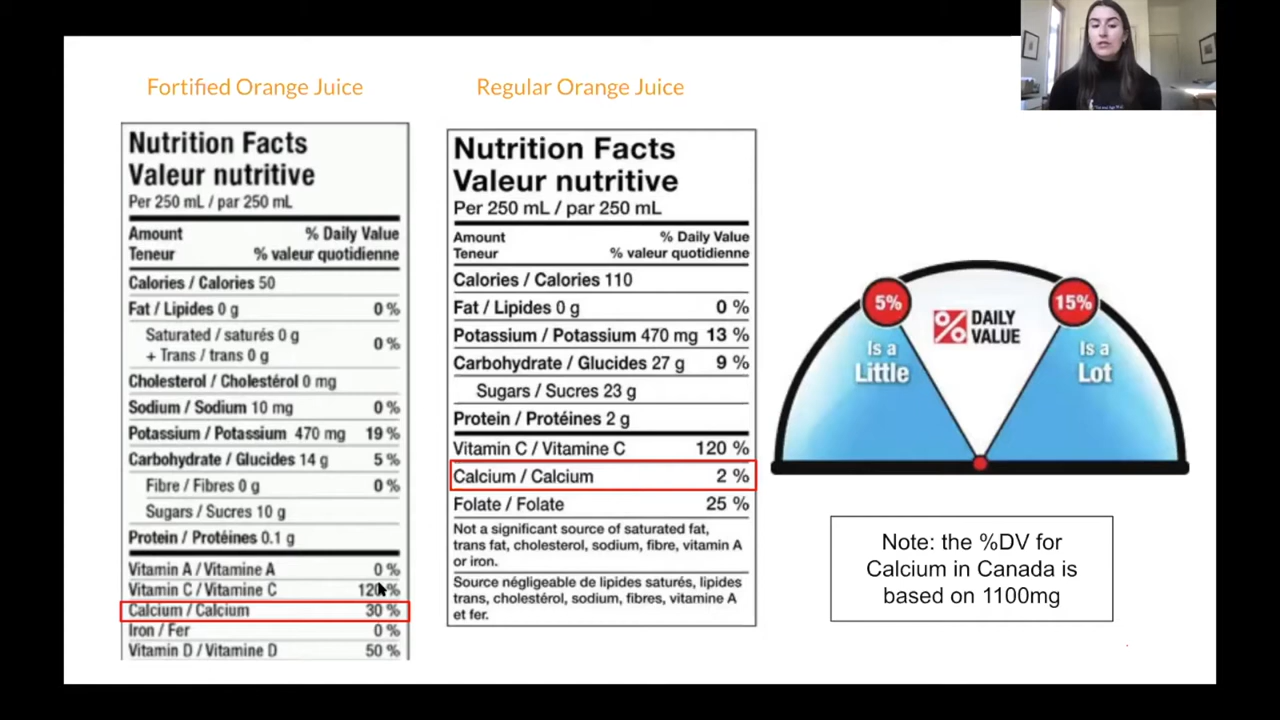 Fortified Orange Juice
Nutrition Facts
Valeur nutritive
Per 250 mL / par 250 mL
Amount % Daily Value
Teneur % valeur quotidienne
Calories / Calories 50
Fat / Lipides 0 g 0 %
Saturated / saturés 0 g
+ Trans / trans 0 g 0 %
Cholesterol / Cholestérol 0 mg
Sodium / Sodium 10 mg 0 %
Potassium / Potassium 470 mg 19 %
Carbohydrate / Glucides 14 g 5 %
Fibre / Fibres 0 g 0 %
Sugars / Sucres 10 g
Protein / Protéines 0.1 g
Vitamin A / Vitamine A 0 %
Vitamin C / Vitamine C 120 %
Calcium / Calcium 30 %
Iron / Fer 0 %
Vitamin D / Vitamine D 50 %
Regular Orange Juice
Nutrition Facts
Valeur nutritive
Per 250 mL / par 250 mL
Amount % Daily Value
Teneur % valeur quotidienne
Calories / Calories 110
Fat / Lipides 0 g 0 %
Potassium / Potassium 470 mg 13 %
Carbohydrate / Glucides 27 g 9 %
Sugars / Sucres 23 g
Protein / Protéines 2 g
Vitamin C / Vitamine C 120 %
Calcium / Calcium 2 %
Folate / Folate 25 %
Not a significant source of saturated fat,
trans fat, cholesterol, sodium, fibre, vitamin A
or iron.
Source négligeable de lipides saturés, lipides
trans, cholestérol, sodium, fibres, vitamine A
et fer.
5%
Is a
Little
% DAILY
VALUE
15%
Is a
Lot
Note: the %DV for
Calcium in Canada is
based on 1100mg